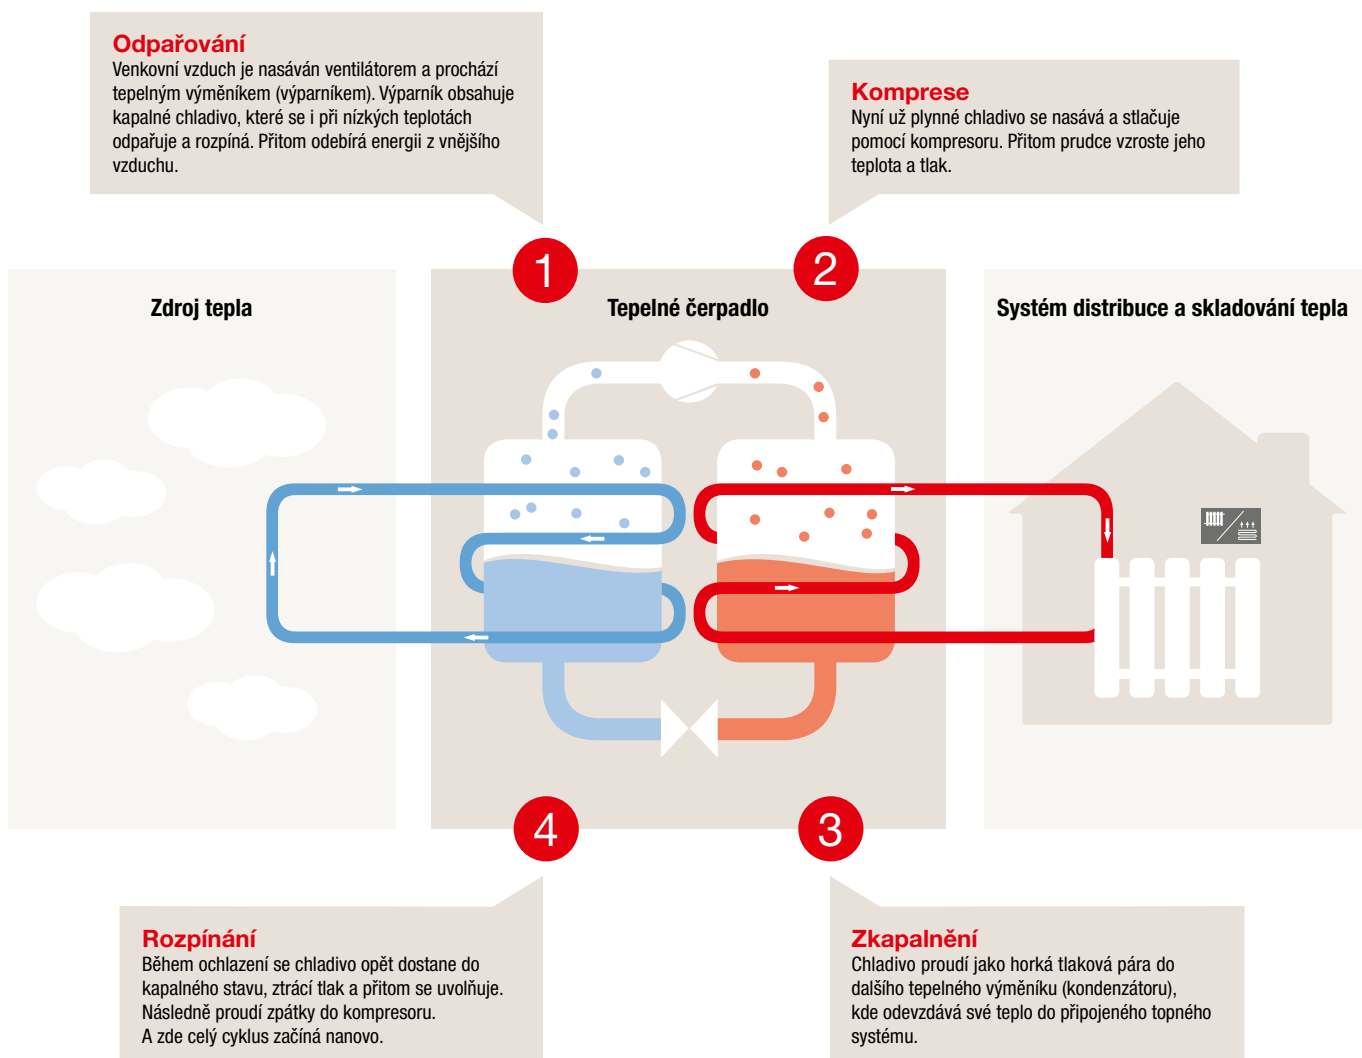 Odpařování
Venkovní vzduch je nasáván ventilátorem a prochází
tepelným výměníkem (výparníkem). Výparník obsahuje
kapalné chladivo, které se i při nízkých teplotách
odpařuje a rozpíná. Přitom odebírá energii z vnějšího
vzduchu.
Komprese
Nyní už plynné chladivo se nasává a stlačuje
pomocí kompresoru. Přitom prudce vzroste jeho
teplota a tlak.
1
2
Zdroj tepla
Tepelné čerpadlo
Systém distribuce a skladování tepla
4
3
Rozpínání
Během ochlazení se chladivo opět dostane do
kapalného stavu, ztrácí tlak a přitom se uvolňuje.
Následně proudí zpátky do kompresoru.
A zde celý cyklus začíná nanovo.
Zkapalnění
Chladivo proudí jako horká tlaková pára do
dalšího tepelného výměníku (kondenzátoru),
kde odevzdává své teplo do připojeného topného
systému.